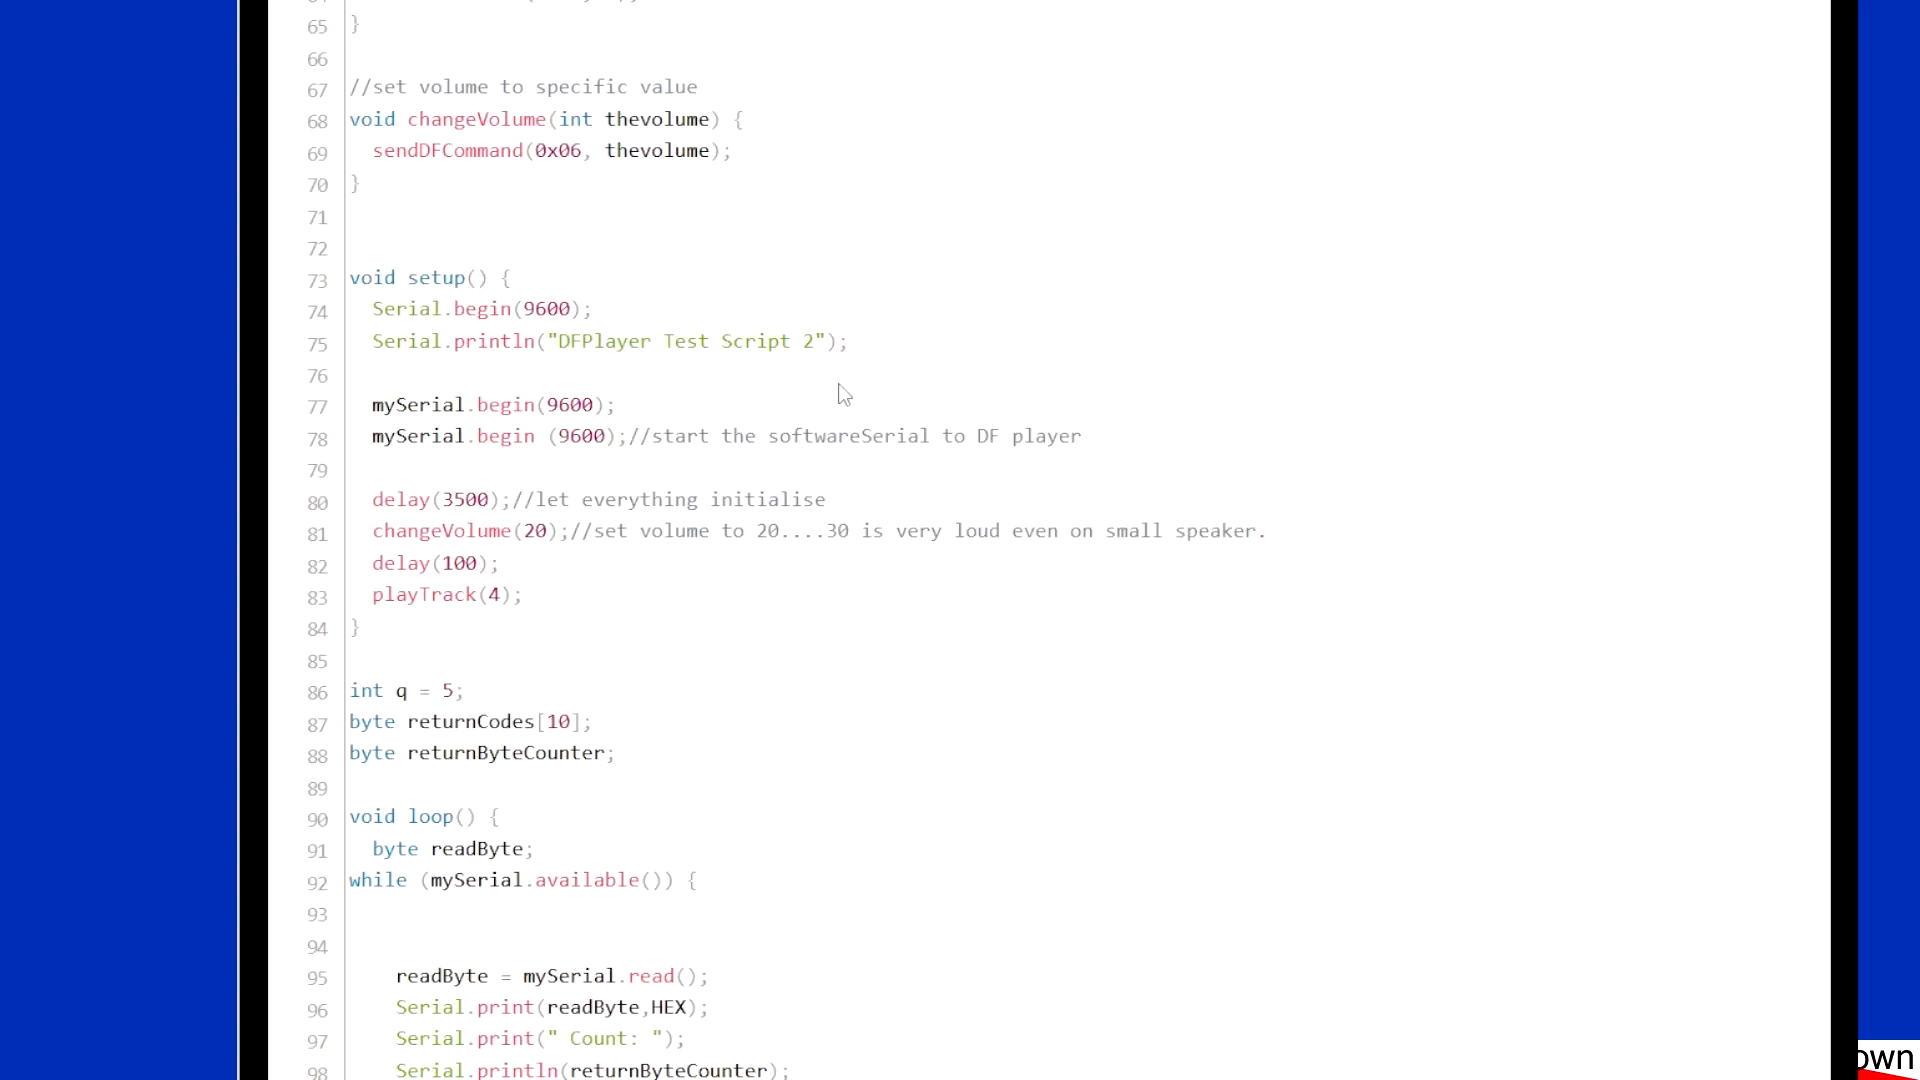 65 }
66
67 //set volume to specific value
68 void changeVolume(int thevolume) {
69 sendDFCommand(0x06, thevolume);
70 }
71
72
73 void setup() {
74 Serial.begin(9600);
75 Serial.println("DFPlayer Test Script 2");
76
77 mySerial.begin(9600);
78 mySerial.begin (9600);//start the softwareSerial to DF player
79
80 delay(3500);//let everything initialise
81 changeVolume(20);//set volume to 20....30 is very loud even on small speaker.
82 delay(100);
83 playTrack(4);
84 }
85
86 int q = 5;
87 byte returnCodes[10];
88 byte returnByteCounter;
89
90 void loop() {
91 byte readByte;
92 while (mySerial.available()) {
93
94
95 readByte = mySerial.read();
96 Serial.print(readByte,HEX);
97 Serial.print(" Count: ");
98 Serial.println(returnByteCounter);
own